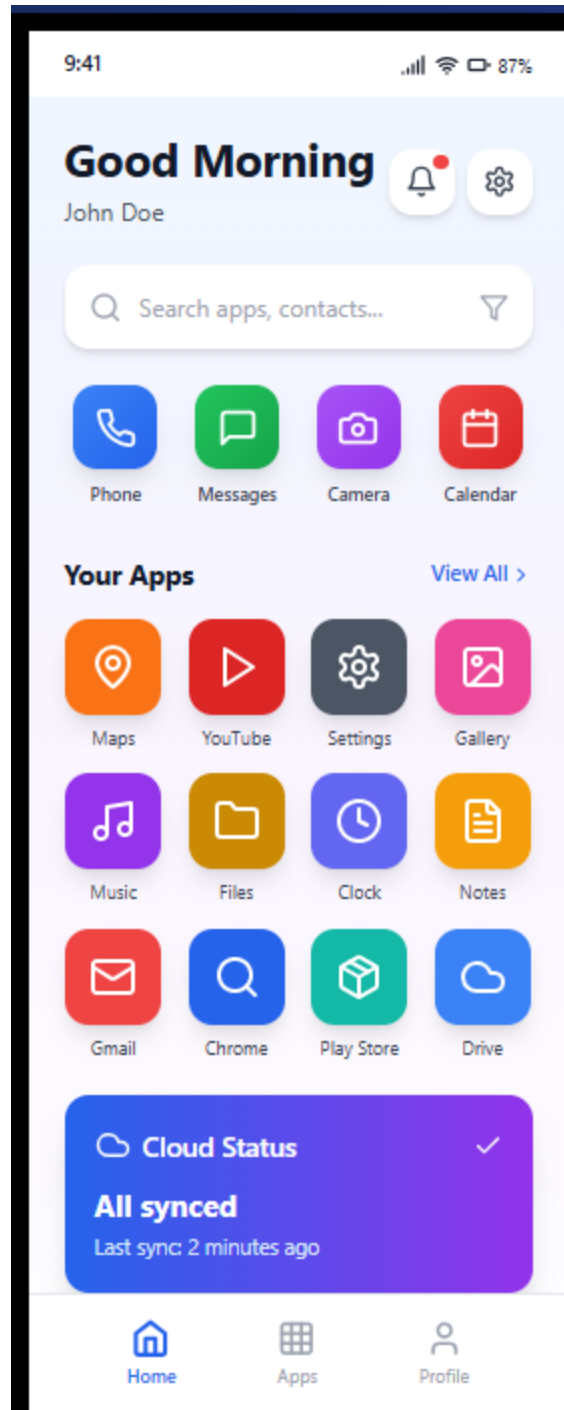 9:41 87%
Good Morning
John Doe
Search apps, contacts...
Phone Messages Camera Calendar
Your Apps View All >
Maps YouTube Settings Gallery
Music Files Clock Notes
Gmail Chrome Play Store Drive
Cloud Status
All synced
Last sync: 2 minutes ago
Home Apps Profile